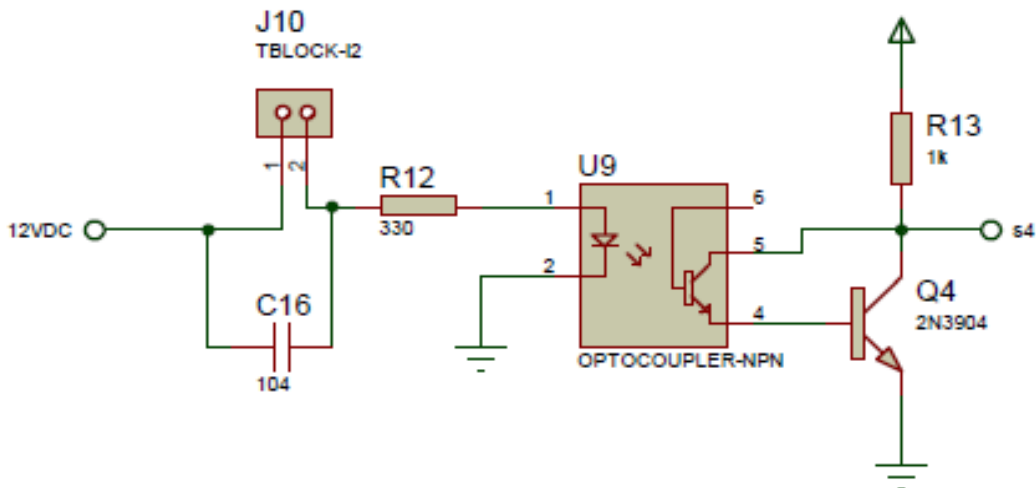 J10
TBLOCK-I2
1
2
12VDC
C16
104
R12
330
U9
1
2
6
5
4
OPTOCOUPLER-NPN
R13
1k
s4
Q4
2N3904